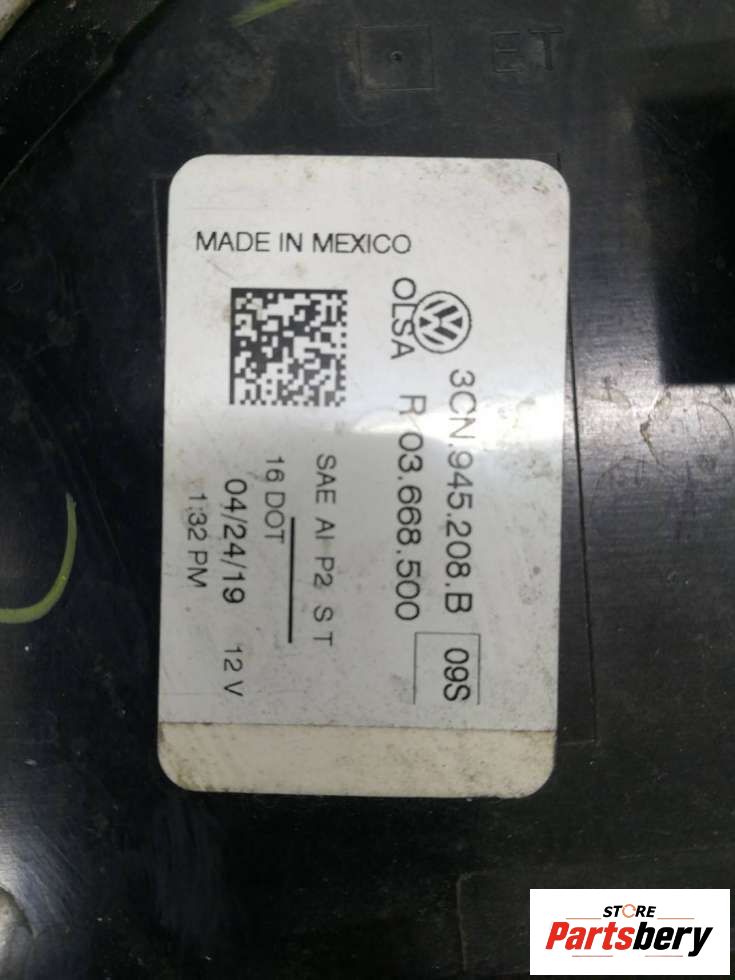 ET
MADE IN MEXICO
3CN.945.208.B 09S
OLSA R 03.668.500
SAE AI P2 S T
16 DOT
04/24/19 12 V
1:32 PM
STORE
Partsbery